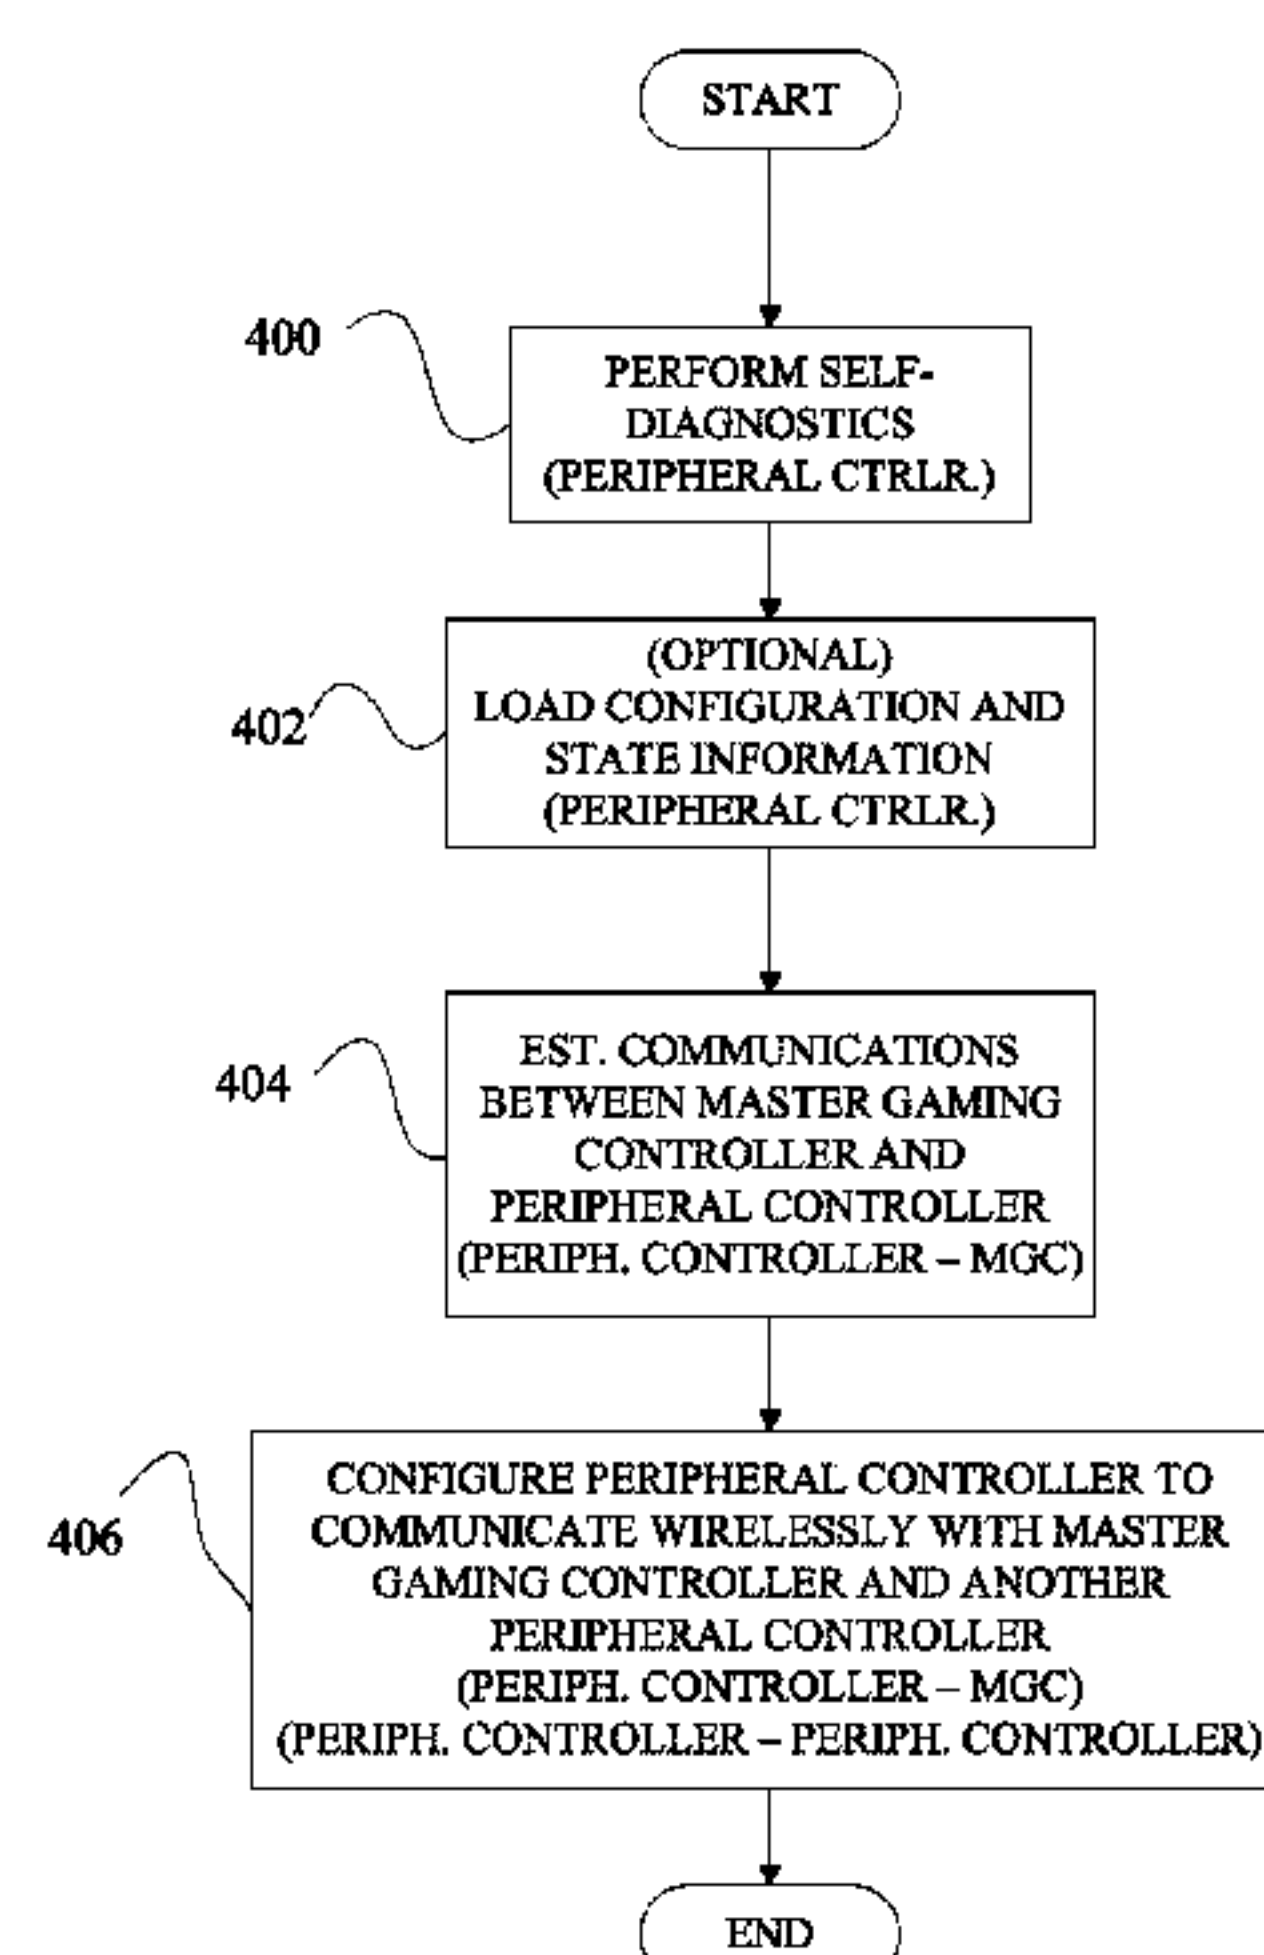 START
400
PERFORM SELF-
DIAGNOSTICS
(PERIPHERAL CTRLR.)
402
(OPTIONAL)
LOAD CONFIGURATION AND
STATE INFORMATION
(PERIPHERAL CTRLR.)
404
EST. COMMUNICATIONS
BETWEEN MASTER GAMING
CONTROLLER AND
PERIPHERAL CONTROLLER
(PERIPH. CONTROLLER – MGC)
406
CONFIGURE PERIPHERAL CONTROLLER TO
COMMUNICATE WIRELESSLY WITH MASTER
GAMING CONTROLLER AND ANOTHER
PERIPHERAL CONTROLLER
(PERIPH. CONTROLLER – MGC)
(PERIPH. CONTROLLER – PERIPH. CONTROLLER)
END